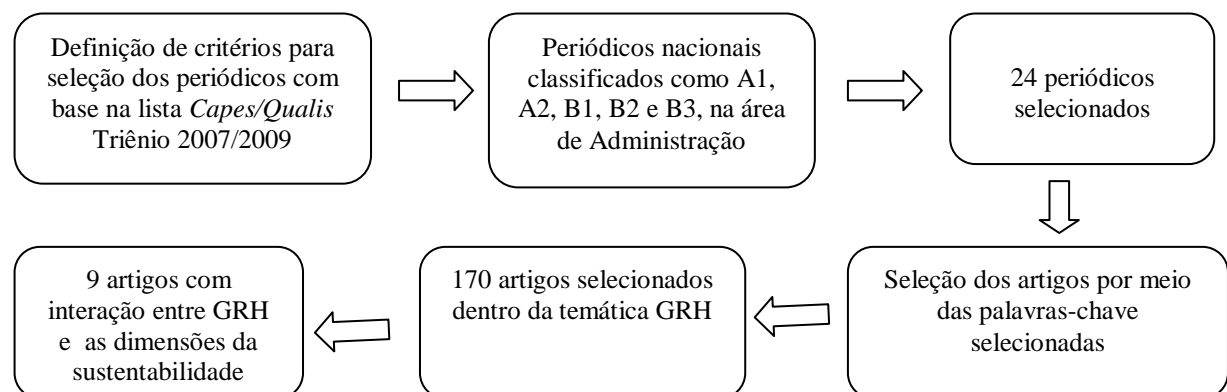 Definição de critérios para
seleção dos periódicos com
base na lista Capes/Qualis
Triênio 2007/2009
Periódicos nacionais
classificados como A1,
A2, B1, B2 e B3, na área
de Administração
24 periódicos
selecionados
Seleção dos artigos por meio
das palavras-chave
selecionadas
170 artigos selecionados
dentro da temática GRH
9 artigos com
interação entre GRH
e as dimensões da
sustentabilidade